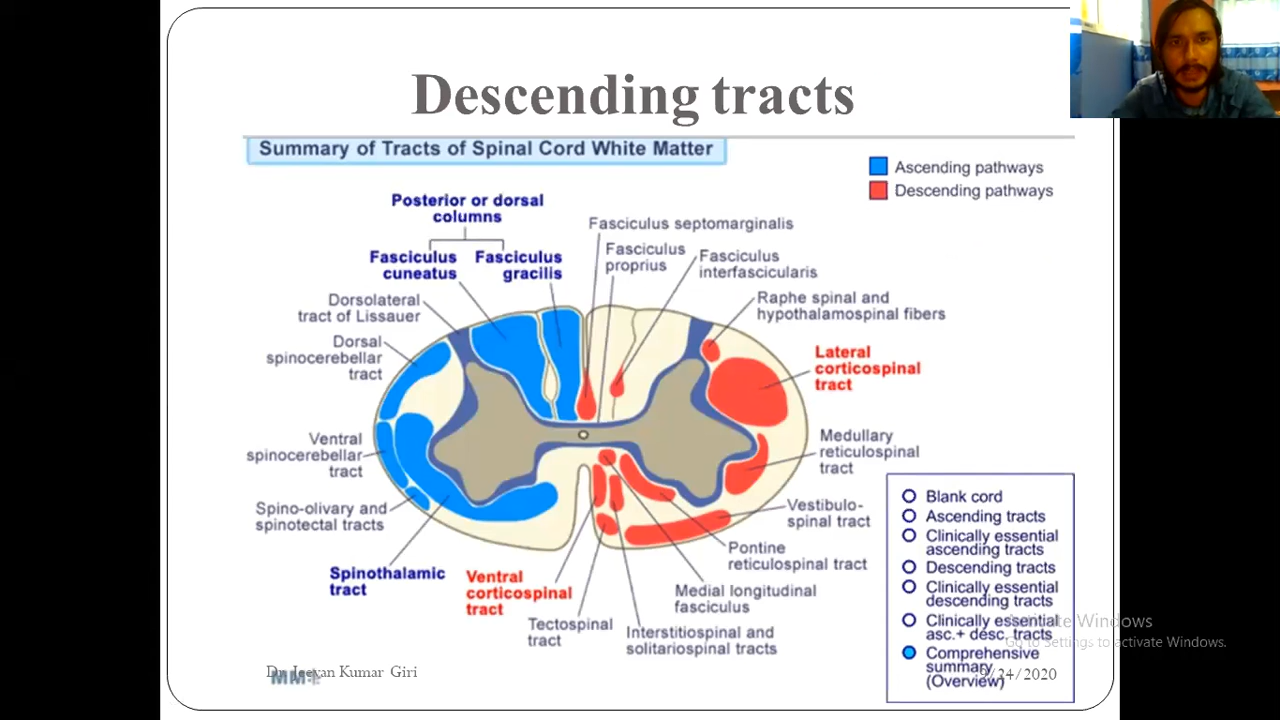 Descending tracts
Summary of Tracts of Spinal Cord White Matter
Ascending pathways
Descending pathways
Posterior or dorsal
columns
Fasciculus
cuneatus
Fasciculus
gracilis
Fasciculus septomarginalis
Fasciculus
proprius
Fasciculus
interfascicularis
Dorsolateral
tract of Lissauer
Raphe spinal and
hypothalamospinal fibers
Dorsal
spinocerebellar
tract
Lateral
corticospinal
tract
Ventral
spinocerebellar
tract
Medullary
reticulospinal
tract
Spino-olivary and
spinotectal tracts
Vestibulo-
spinal tract
Pontine
reticulospinal tract
Spinothalamic
tract
Ventral
corticospinal
tract
Medial longitudinal
fasciculus
Tectospinal
tract
Interstitiospinal and
solitariospinal tracts
Blank cord
Ascending tracts
Clinically essential
ascending tracts
Descending tracts
Clinically essential
descending tracts
Clinically essential
asc.+ desc. tracts
Comprehensive
summary
(Overview)
Activate Windows
Go to Settings to activate Windows.
Dr. Jeevan Kumar Giri
/24/2020